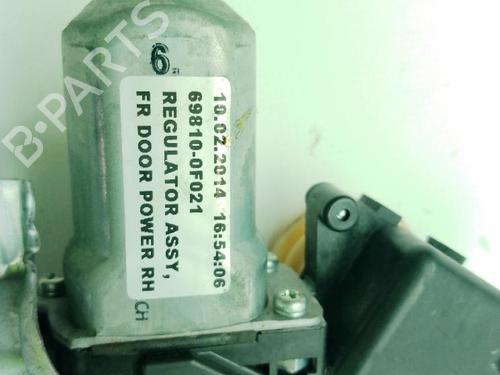 10.02.2014 16:54:06
69810-0F021
REGULATOR ASSY,
FR DOOR POWER RH
CH
6
B-PARTS